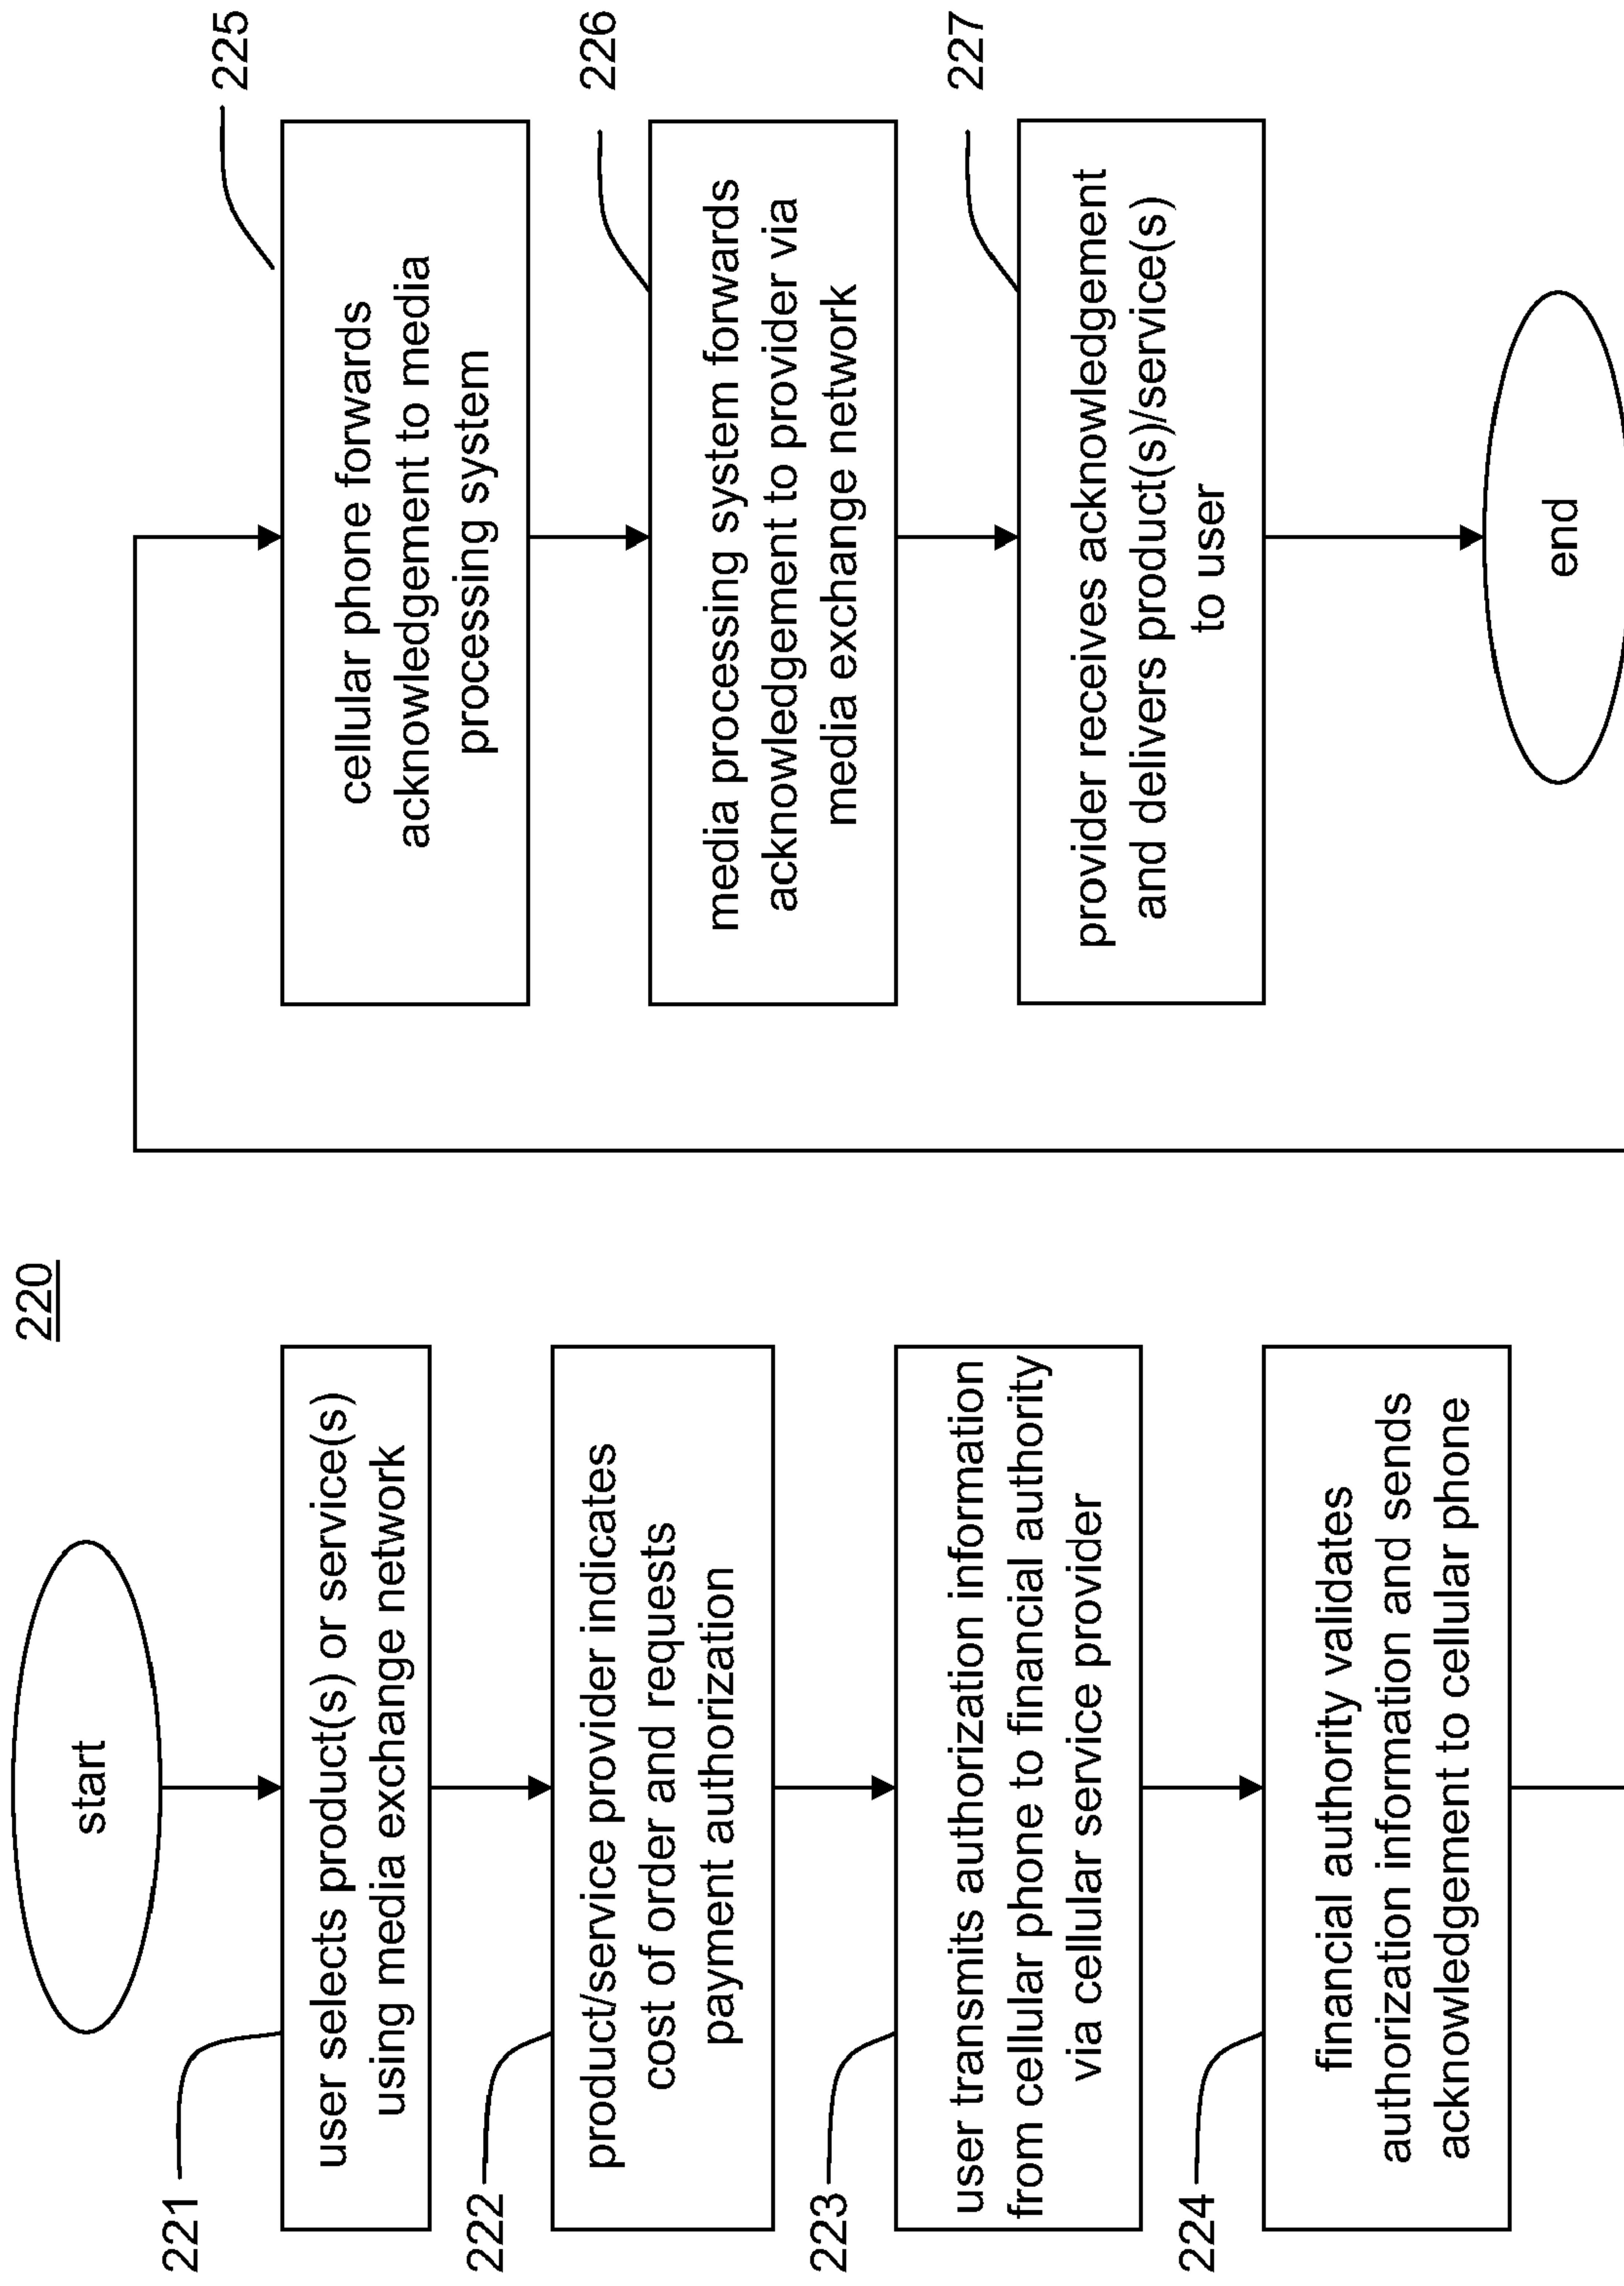 220
start
221
user selects product(s) or service(s)
using media exchange network
222
product/service provider indicates
cost of order and requests
payment authorization
223
user transmits authorization information
from cellular phone to financial authority
via cellular service provider
224
financial authority validates
authorization information and sends
acknowledgement to cellular phone
225
cellular phone forwards
acknowledgement to media
processing system
226
media processing system forwards
acknowledgement to provider via
media exchange network
227
provider receives acknowledgement
and delivers product(s)/service(s)
to user
end